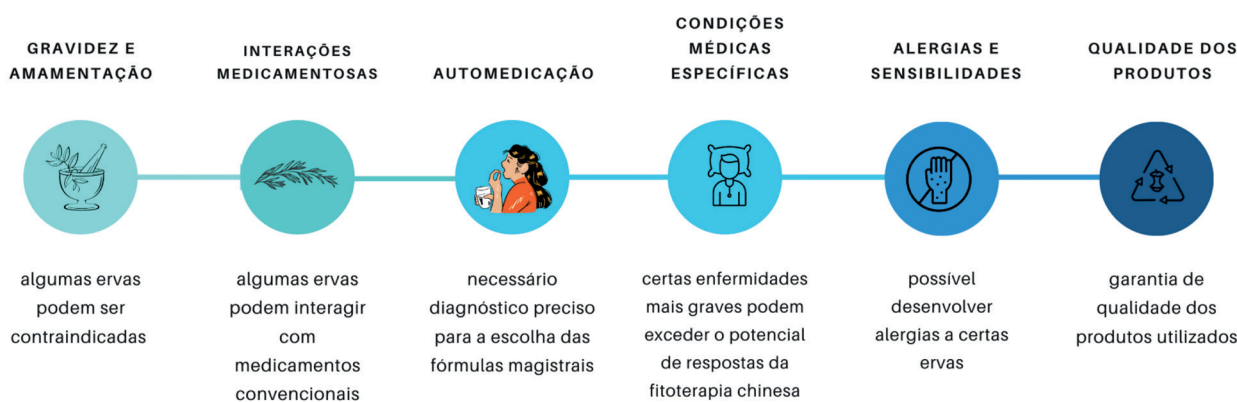 GRAVIDEZ E
AMAMENTAÇÃO
algumas ervas
podem ser
contraindicadas
INTERAÇÕES
MEDICAMENTOSAS
algumas ervas
podem interagir
com
medicamentos
convencionais
AUTOMEDICAÇÃO
necessário
diagnóstico preciso
para a escolha das
fórmulas magistrais
CONDIÇÕES
MÉDICAS
ESPECÍFICAS
certas enfermidades
mais graves podem
exceder o potencial
de respostas da
fitoterapia chinesa
ALERGIAS E
SENSIBILIDADES
possível
desenvolver
alergias a certas
ervas
QUALIDADE DOS
PRODUTOS
garantia de
qualidade dos
produtos utilizados